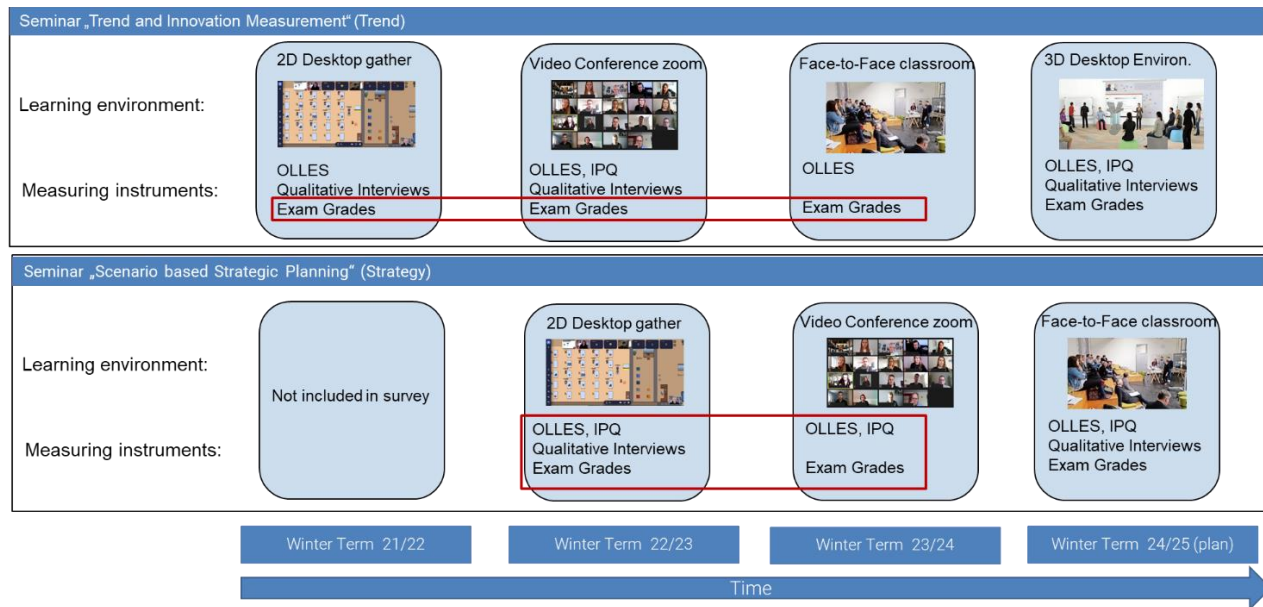 Seminar „Trend and Innovation Measurement“ (Trend)
2D Desktop gather
Video Conference zoom
Face-to-Face classroom
3D Desktop Environ.
Learning environment:
Measuring instruments:
OLLES
Qualitative Interviews
Exam Grades
OLLES, IPQ
Qualitative Interviews
Exam Grades
OLLES
Exam Grades
OLLES, IPQ
Qualitative Interviews
Exam Grades
Seminar „Scenario based Strategic Planning“ (Strategy)
2D Desktop gather
Video Conference zoom
Face-to-Face classroom
Learning environment:
Not included in survey
Measuring instruments:
OLLES, IPQ
Qualitative Interviews
Exam Grades
OLLES, IPQ
Exam Grades
OLLES, IPQ
Qualitative Interviews
Exam Grades
Winter Term 21/22
Winter Term 22/23
Winter Term 23/24
Winter Term 24/25 (plan)
Time